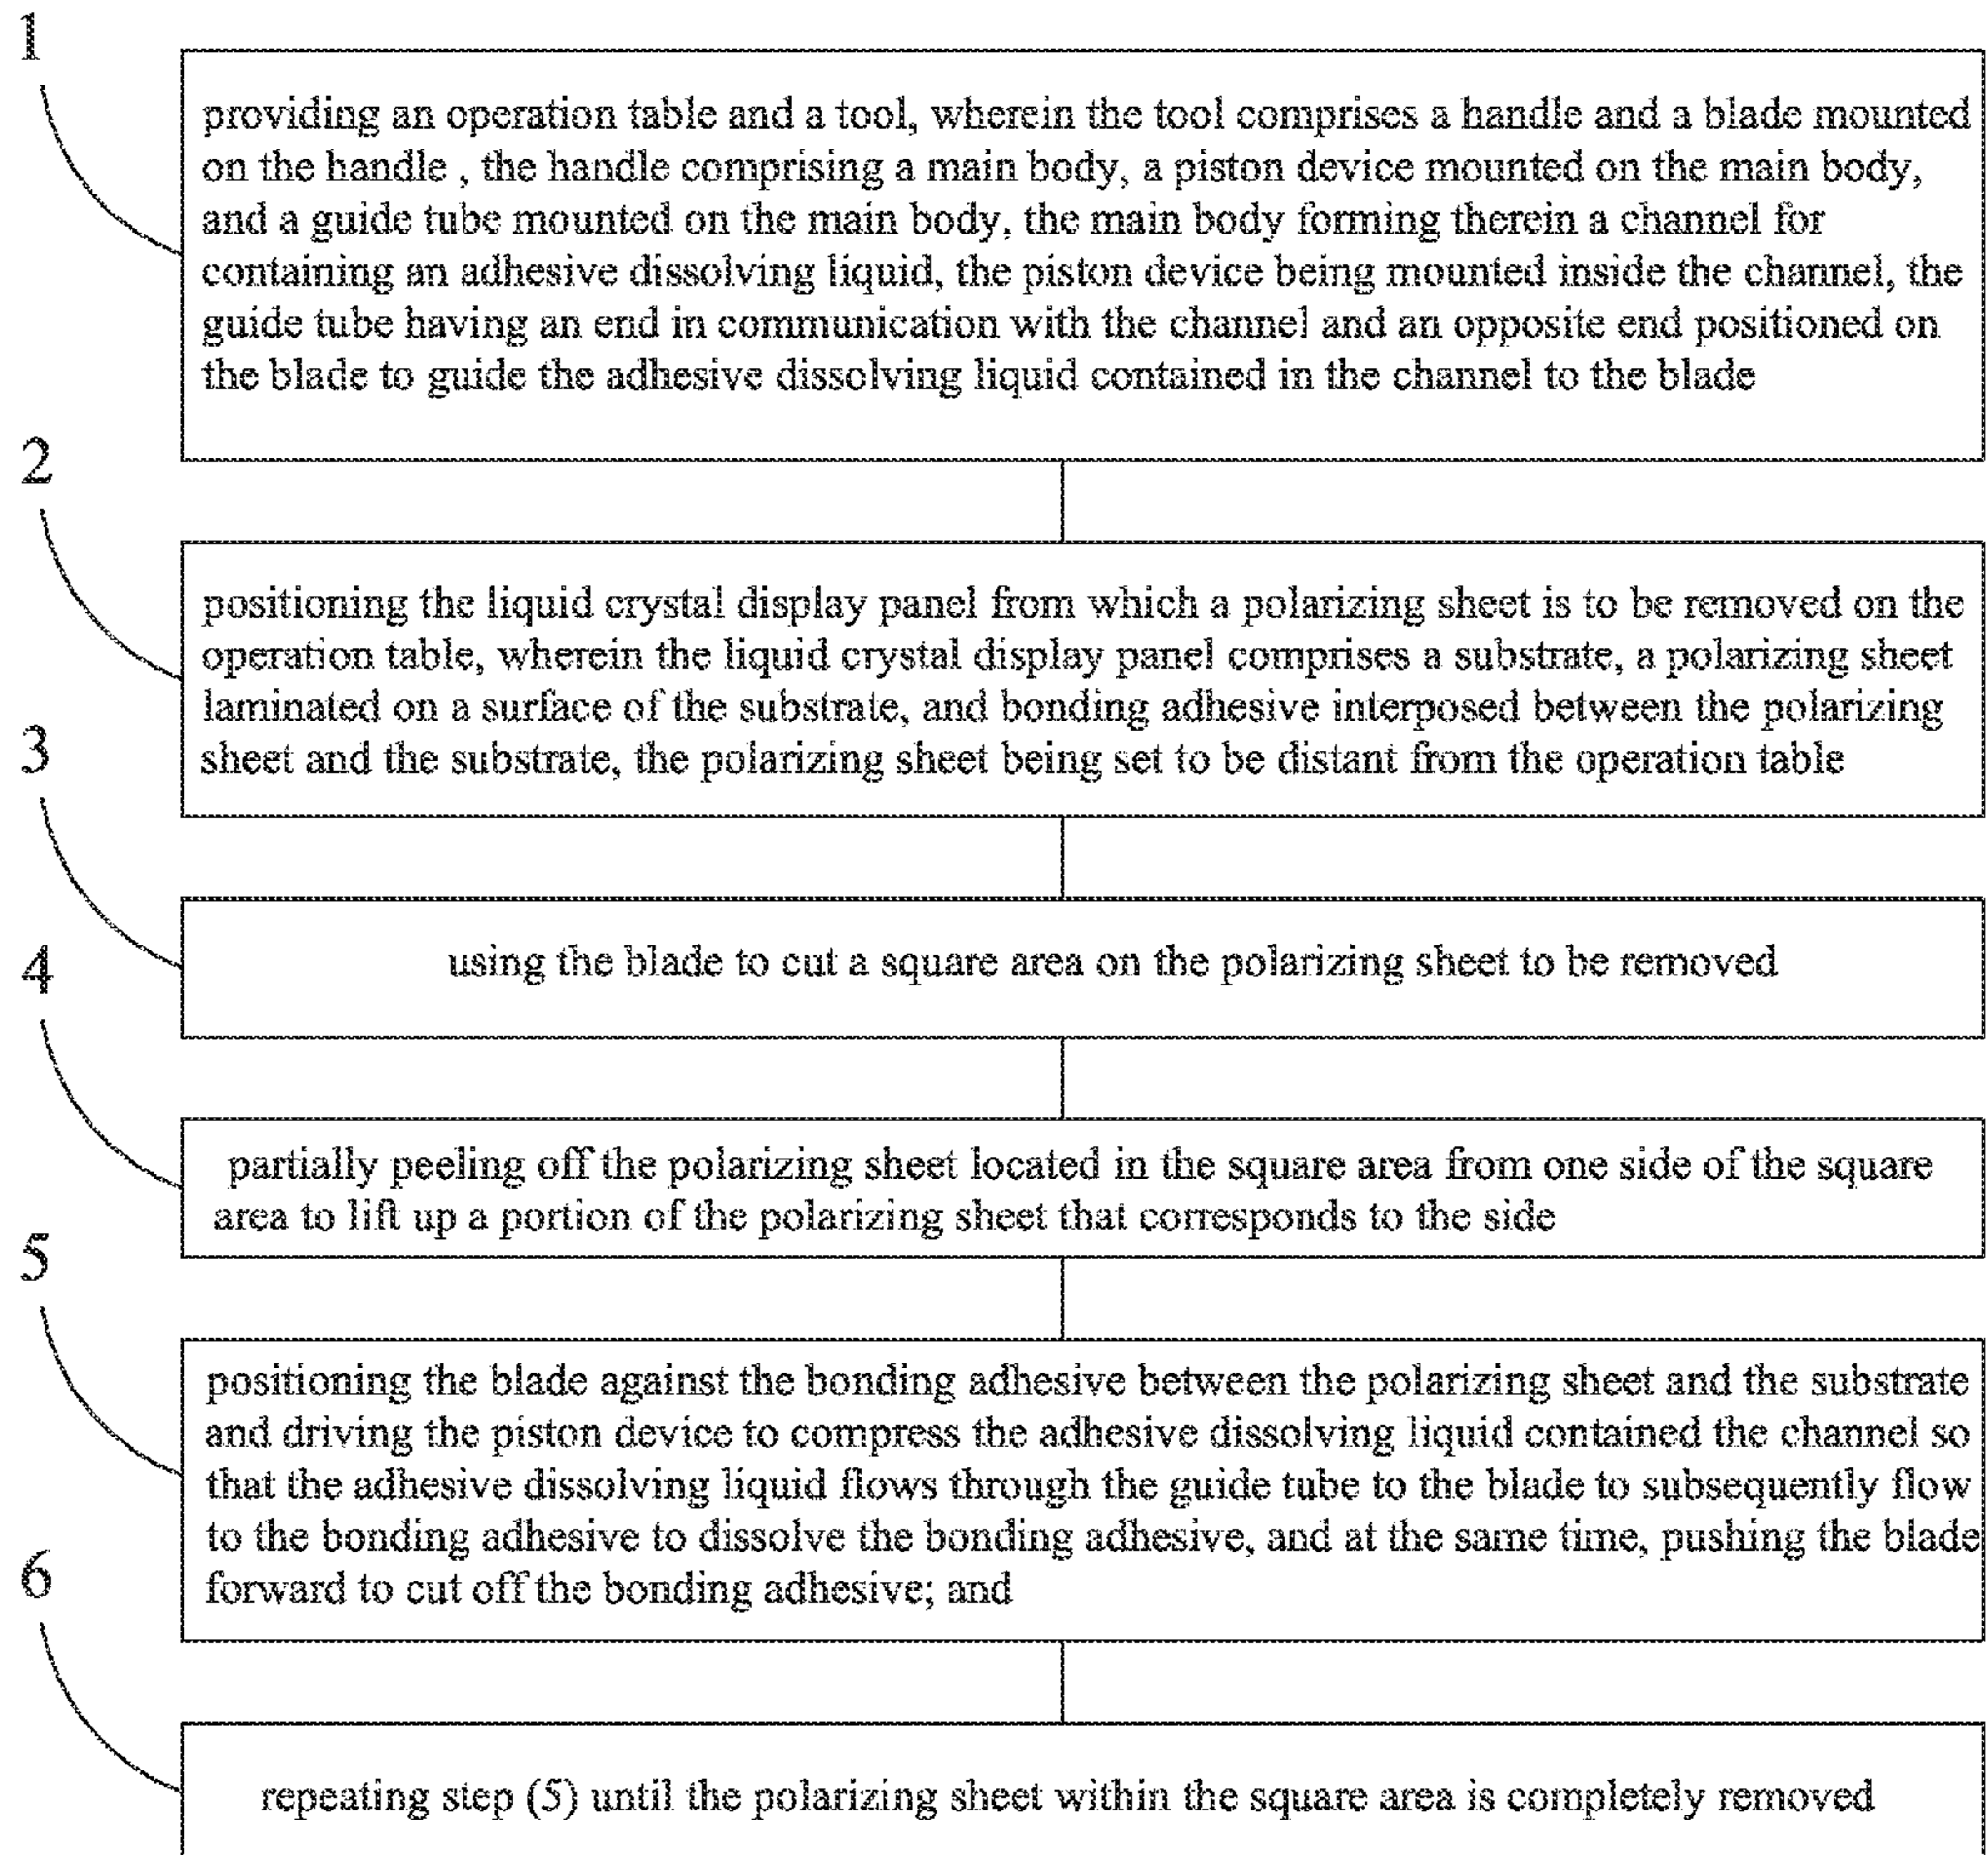 1
providing an operation table and a tool, wherein the tool comprises a handle and a blade mounted
on the handle , the handle comprising a main body, a piston device mounted on the main body,
and a guide tube mounted on the main body, the main body forming therein a channel for
containing an adhesive dissolving liquid, the piston device being mounted inside the channel, the
guide tube having an end in communication with the channel and an opposite end positioned on
the blade to guide the adhesive dissolving liquid contained in the channel to the blade
2
positioning the liquid crystal display panel from which a polarizing sheet is to be removed on the
operation table, wherein the liquid crystal display panel comprises a substrate, a polarizing sheet
laminated on a surface of the substrate, and bonding adhesive interposed between the polarizing
sheet and the substrate, the polarizing sheet being set to be distant from the operation table
3
using the blade to cut a square area on the polarizing sheet to be removed
4
partially peeling off the polarizing sheet located in the square area from one side of the square
area to lift up a portion of the polarizing sheet that corresponds to the side
5
positioning the blade against the bonding adhesive between the polarizing sheet and the substrate
and driving the piston device to compress the adhesive dissolving liquid contained the channel so
that the adhesive dissolving liquid flows through the guide tube to the blade to subsequently flow
to the bonding adhesive to dissolve the bonding adhesive, and at the same time, pushing the blade
forward to cut off the bonding adhesive; and
6
repeating step (5) until the polarizing sheet within the square area is completely removed